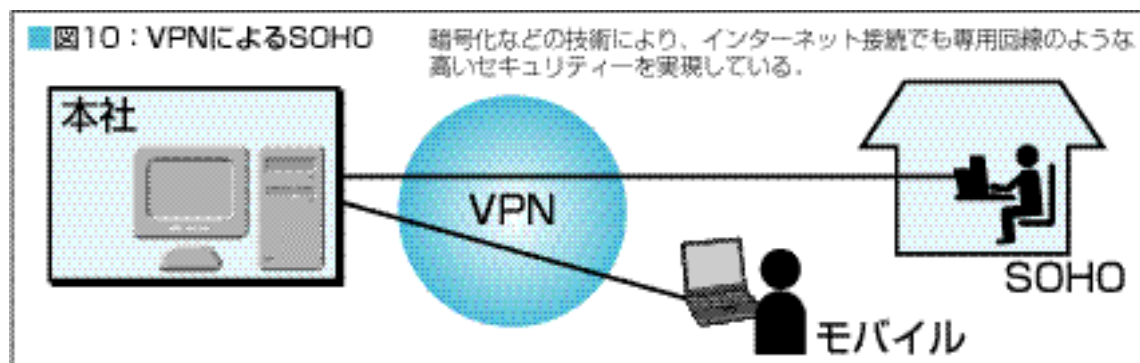 図10：VPNによるSOHO
暗号化などの技術により、インターネット接続でも専用回線のような
高いセキュリティーを実現している.
本社
VPN
SOHO
モバイル